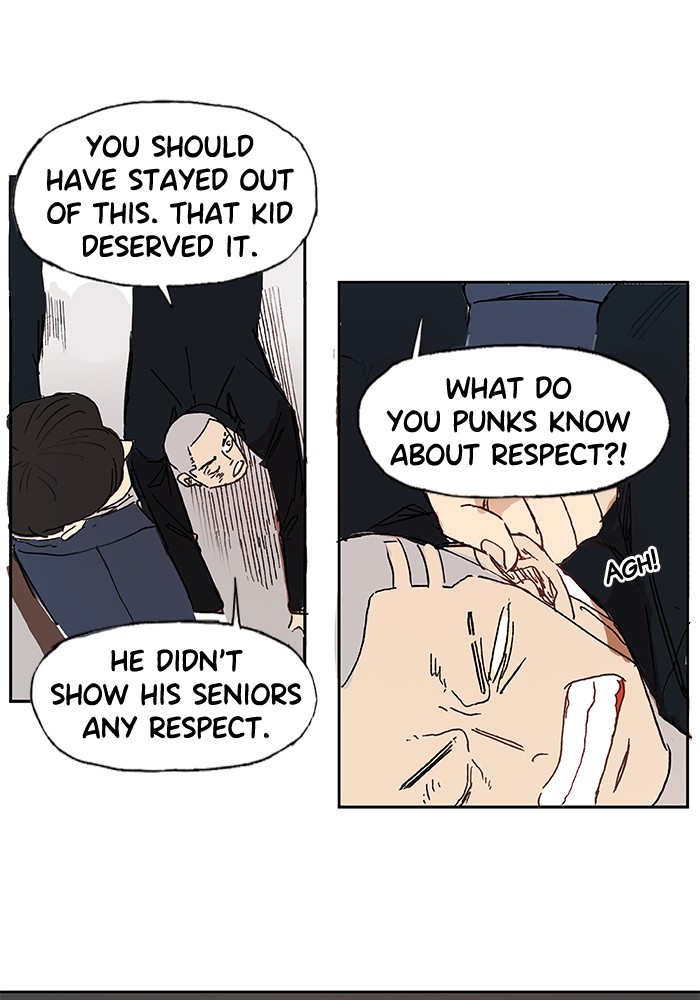 YOU SHOULD
HAVE STAYED OUT
OF THIS. THAT KID
DESERVED IT.
HE DIDN'T
SHOW HIS SENIORS
ANY RESPECT.
WHAT DO
YOU PUNKS KNOW
ABOUT RESPECT?!
AGH!